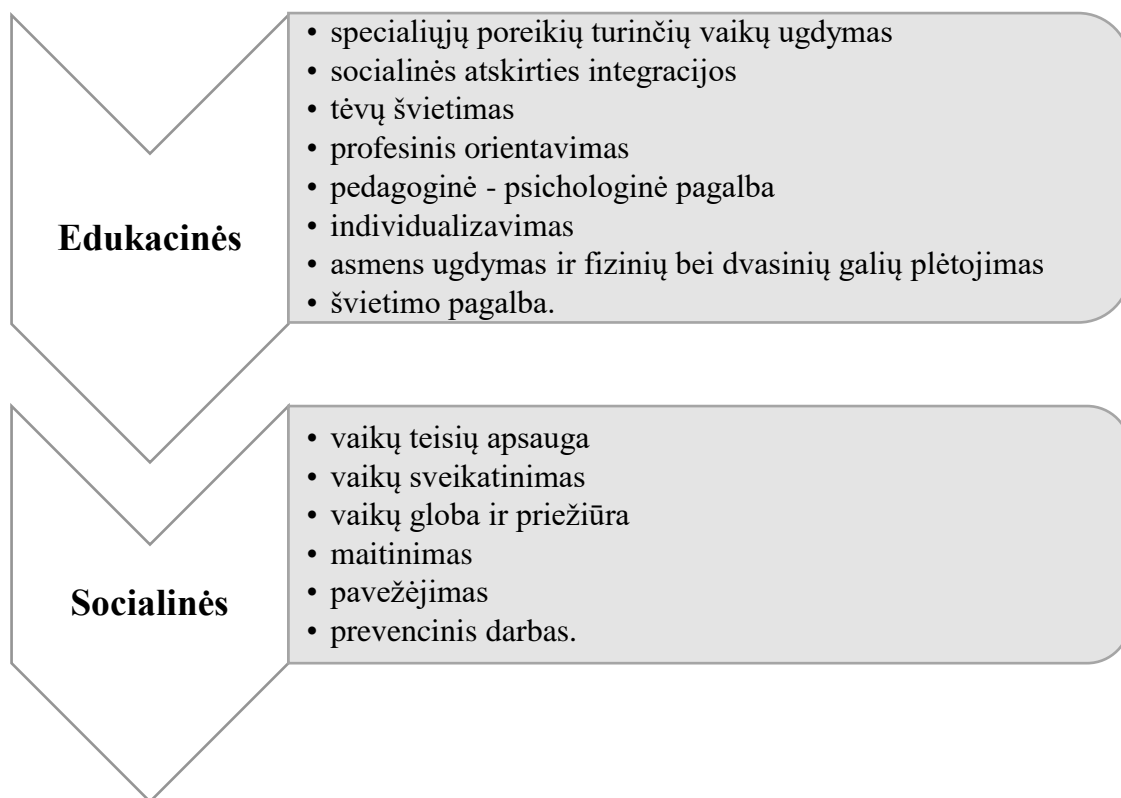 Edukacinės
• specialiųjų poreikių turinčių vaikų ugdymas
• socialinės atskirties integracijos
• tėvų švietimas
• profesinis orientavimas
• pedagoginė - psichologinė pagalba
• individualizavimas
• asmens ugdymas ir fizinių bei dvasinių galių plėtojimas
• švietimo pagalba.
Socialinės
• vaikų teisių apsauga
• vaikų sveikatinimas
• vaikų globa ir priežiūra
• maitinimas
• pavežėjimas
• prevencinis darbas.